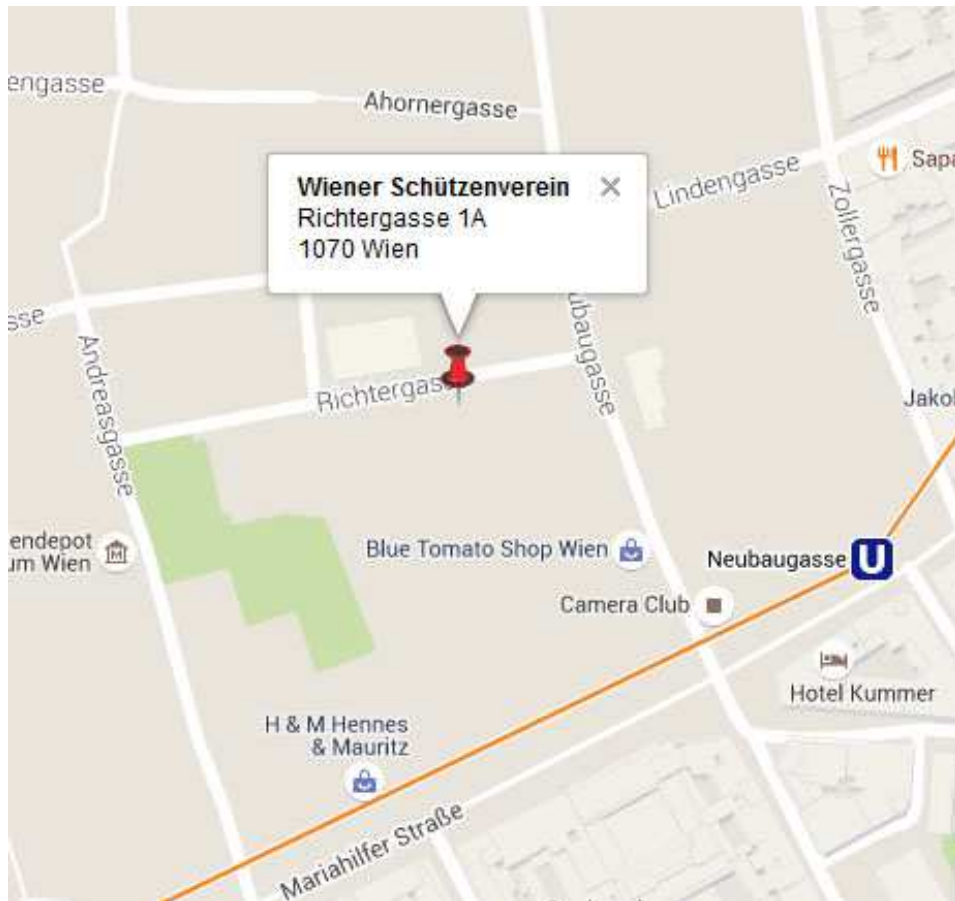 engasse
Ahornergasse
Wiener Schützenverein
Richtergasse 1A
1070 Wien
Lindengasse
Sapa
Zollergasse
sse
Andreasgasse
ubaugasse
Richtergass
Jakol
endepot
um Wien
M
Blue Tomato Shop Wien
Neubaugasse
U
Camera Club
Hotel Kummer
H & M Hennes
& Mauritz
Mariahilfer Straße